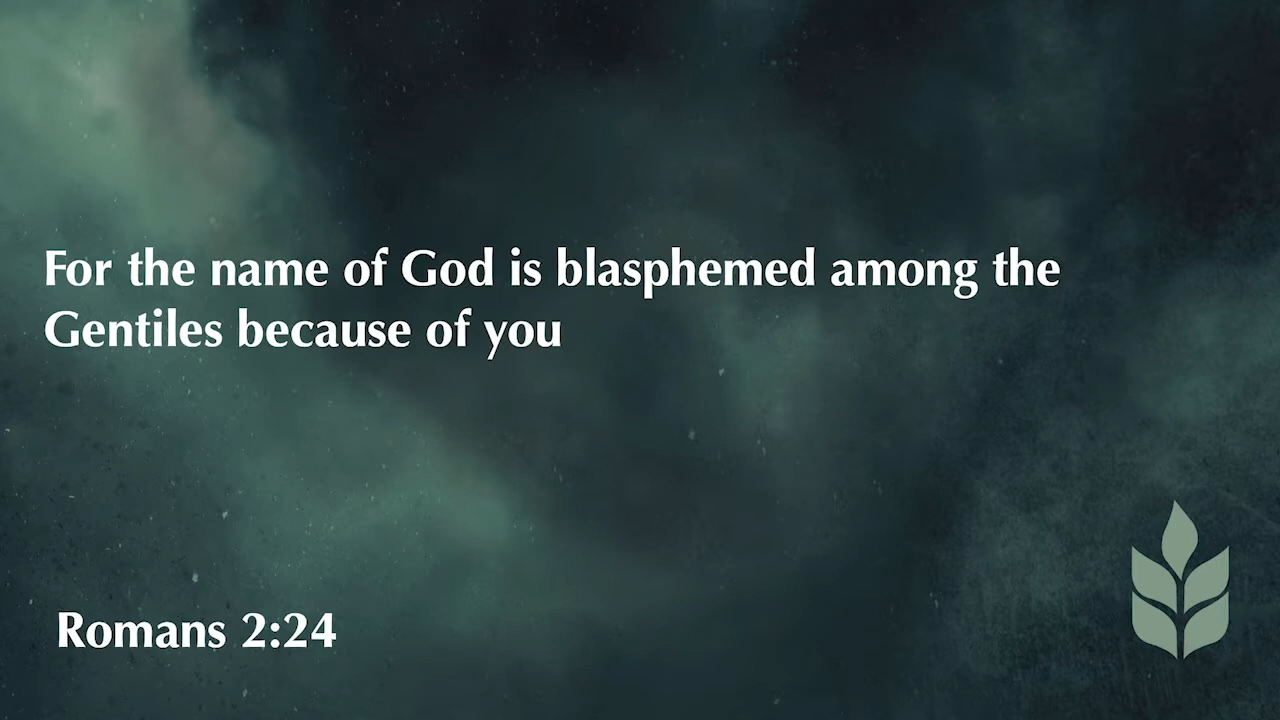 For the name of God is blasphemed among the
Gentiles because of you
Romans 2:24